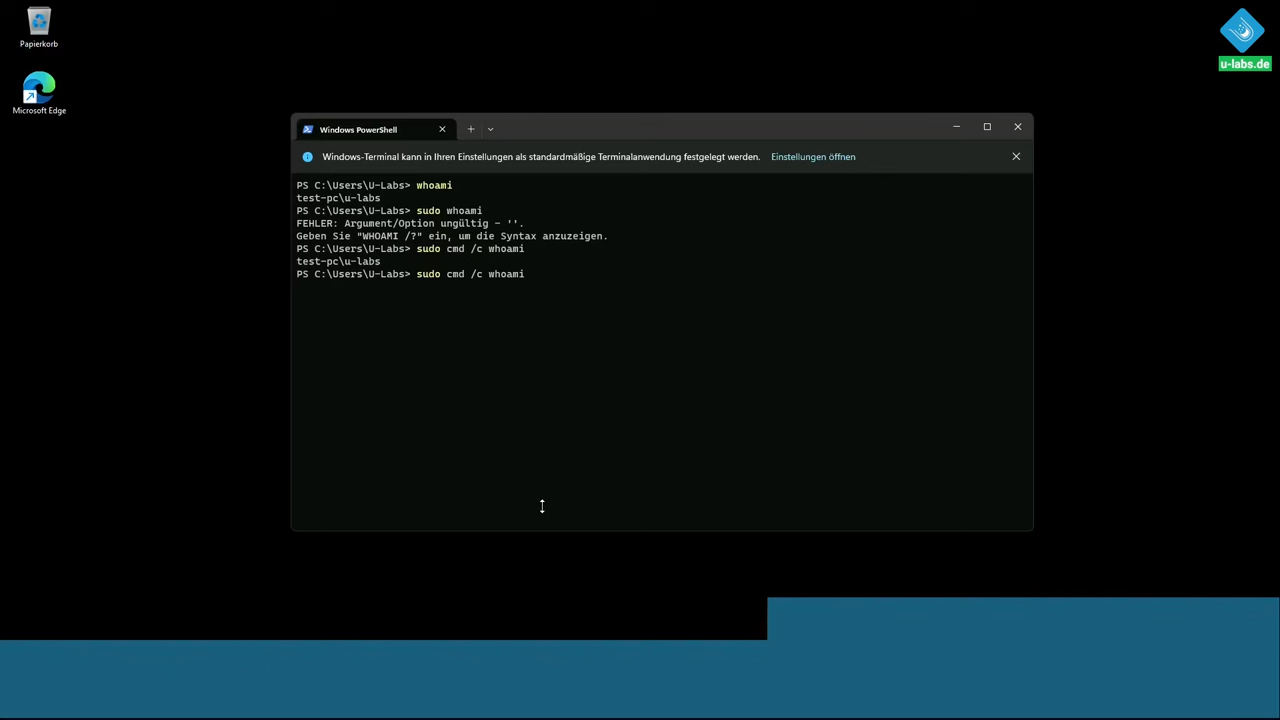 Papierkorb
Microsoft Edge
u-labs.de
Windows PowerShell
Windows-Terminal kann in Ihren Einstellungen als standardmäßige Terminalanwendung festgelegt werden. Einstellungen öffnen
PS C:\Users\U-Labs> whoami
test-pc\u-labs
PS C:\Users\U-Labs> sudo whoami
FEHLER: Argument/Option ungültig - ''.
Geben Sie "WHOAMI /?" ein, um die Syntax anzuzeigen.
PS C:\Users\U-Labs> sudo cmd /c whoami
test-pc\u-labs
PS C:\Users\U-Labs> sudo cmd /c whoami